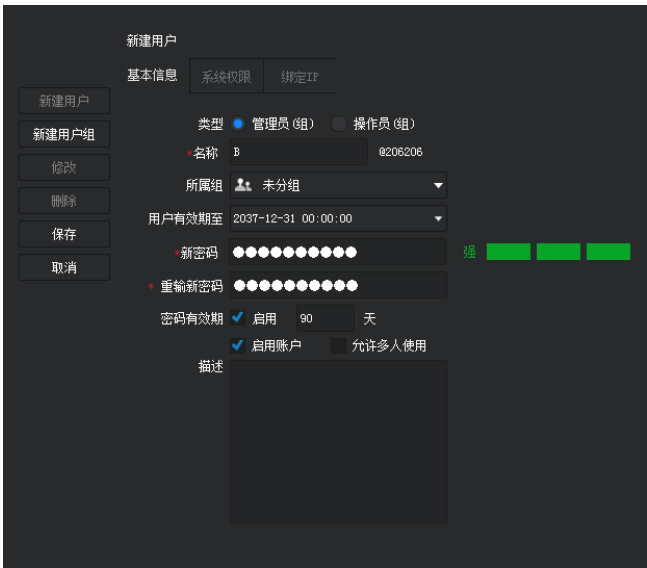 新建用户
基本信息 系统权限 绑定IP
新建用户
新建用户组
修改
删除
保存
取消
类型 管理员(组) 操作员(组)
*名称 B @206206
所属组 未分组
用户有效期至 2037-12-31 00:00:00
*新密码 ●●●●●●●●●● 强
* 重输新密码 ●●●●●●●●●●
密码有效期 启用 90 天
启用账户 允许多人使用
描述